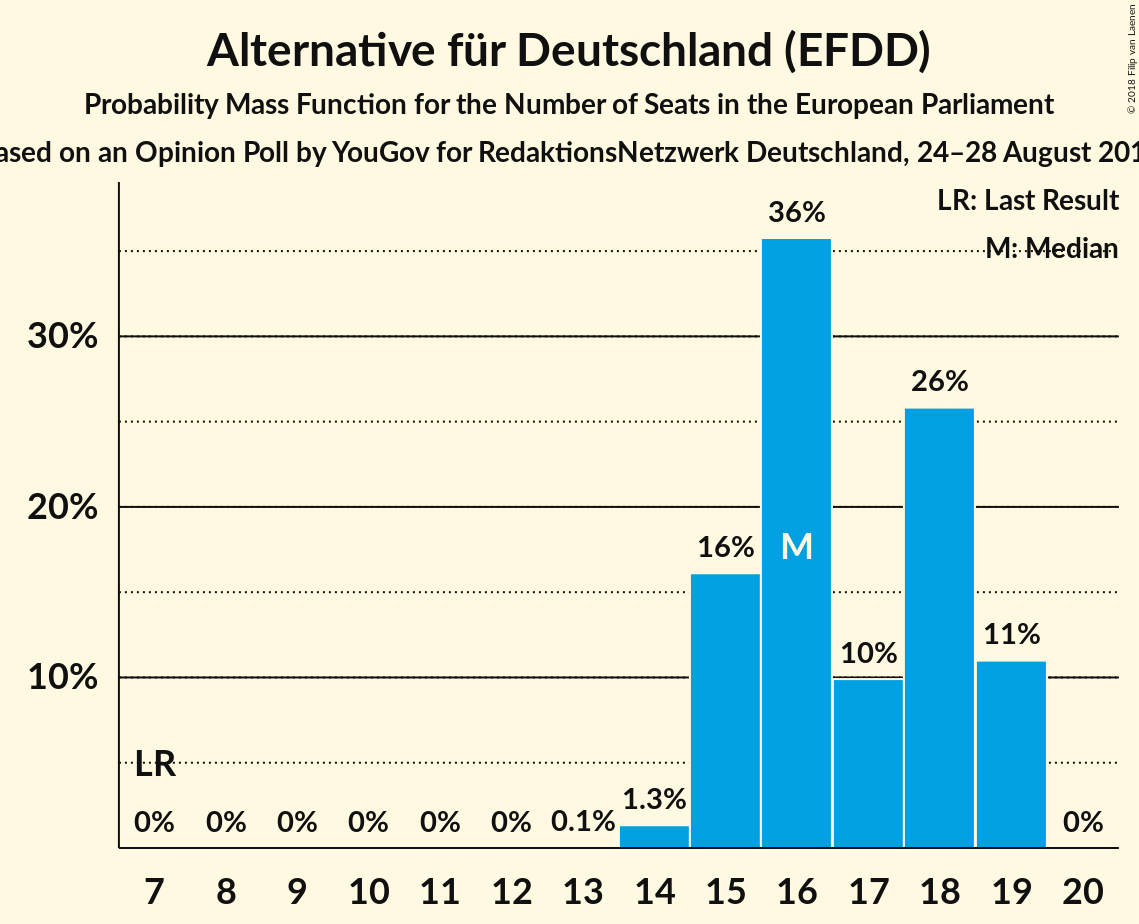 Alternative für Deutschland (EFDD)
Probability Mass Function for the Number of Seats in the European Parliament
on an Opinion Poll by YouGov for RedaktionsNetzwerk Deutschland, 24–28 August
© 2018 Filip van Laenen
LR: Last Result
M: Median
36%
30%
26%
20%
16%
M
11%
10%
10%
LR
1.3%
0%
0%
0%
0%
0%
0%
0.1%
0%
7 8 9 10 11 12 13 14 15 16 17 18 19 20